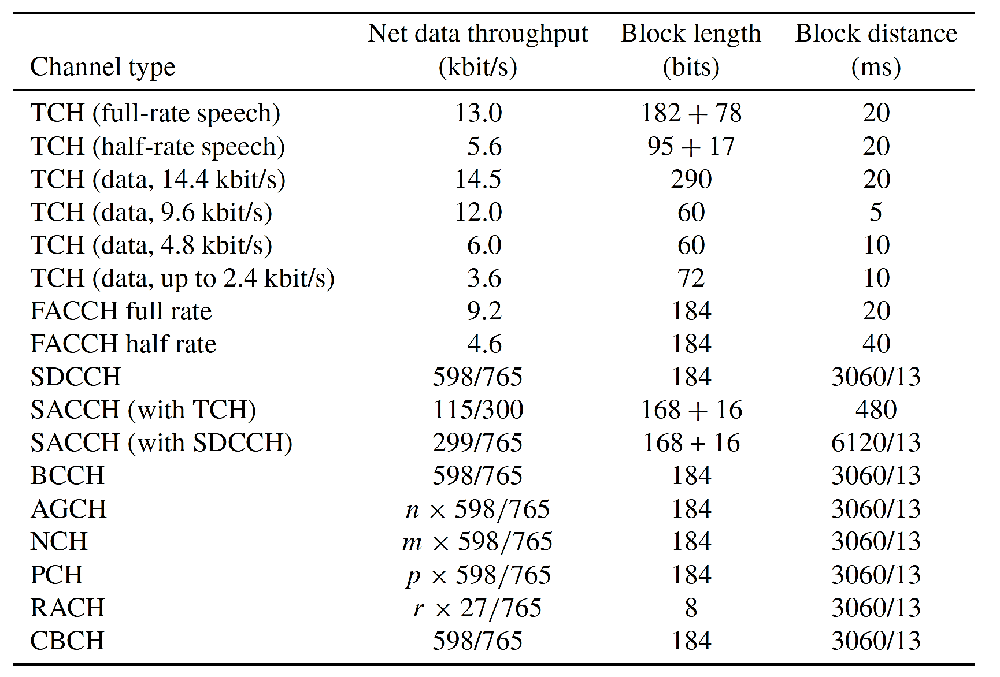 Net data throughput Block length Block distance
Channel type (kbit/s) (bits) (ms)
TCH (full-rate speech) 13.0 182 + 78 20
TCH (half-rate speech) 5.6 95 + 17 20
TCH (data, 14.4 kbit/s) 14.5 290 20
TCH (data, 9.6 kbit/s) 12.0 60 5
TCH (data, 4.8 kbit/s) 6.0 60 10
TCH (data, up to 2.4 kbit/s) 3.6 72 10
FACCH full rate 9.2 184 20
FACCH half rate 4.6 184 40
SDCCH 598/765 184 3060/13
SACCH (with TCH) 115/300 168 + 16 480
SACCH (with SDCCH) 299/765 168 + 16 6120/13
BCCH 598/765 184 3060/13
AGCH n × 598/765 184 3060/13
NCH m × 598/765 184 3060/13
PCH p × 598/765 184 3060/13
RACH r × 27/765 8 3060/13
CBCH 598/765 184 3060/13